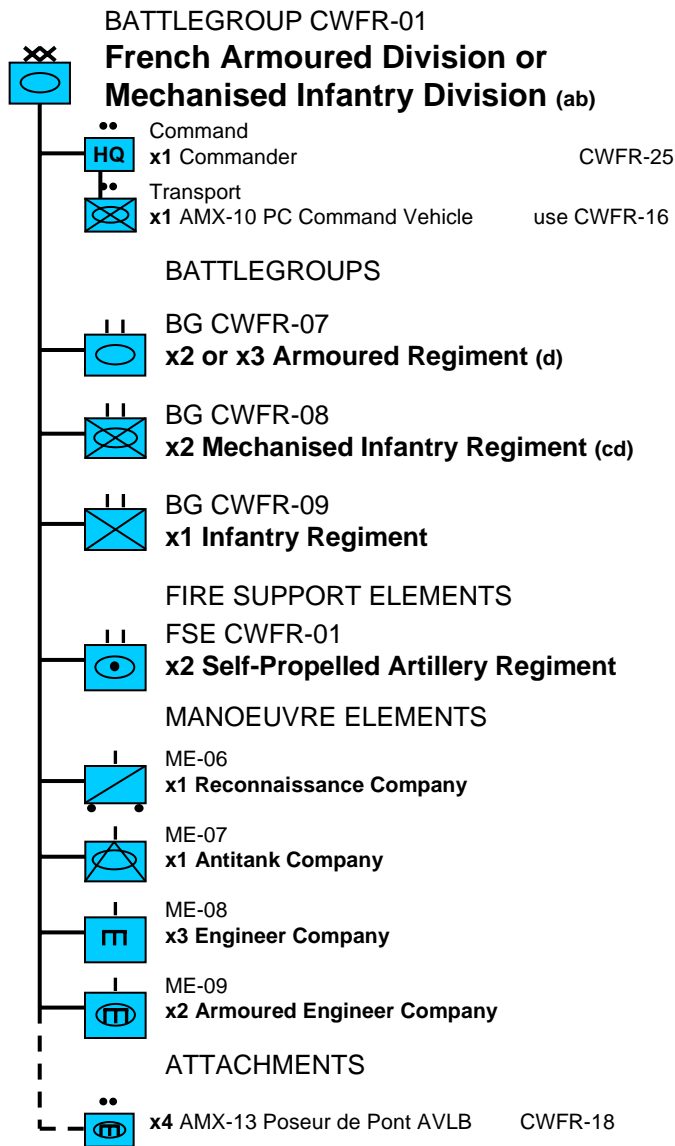 BATTLEGROUP CWFR-01
French Armoured Division or
Mechanised Infantry Division (ab)
Command
HQ x1 Commander CWFR-25
Transport
x1 AMX-10 PC Command Vehicle use CWFR-16
BATTLEGROUPS
BG CWFR-07
x2 or x3 Armoured Regiment (d)
BG CWFR-08
x2 Mechanised Infantry Regiment (cd)
BG CWFR-09
x1 Infantry Regiment
FIRE SUPPORT ELEMENTS
FSE CWFR-01
x2 Self-Propelled Artillery Regiment
MANOEUVRE ELEMENTS
ME-06
x1 Reconnaissance Company
ME-07
x1 Antitank Company
ME-08
x3 Engineer Company
ME-09
x2 Armoured Engineer Company
ATTACHMENTS
x4 AMX-13 Poseur de Pont AVLB CWFR-18